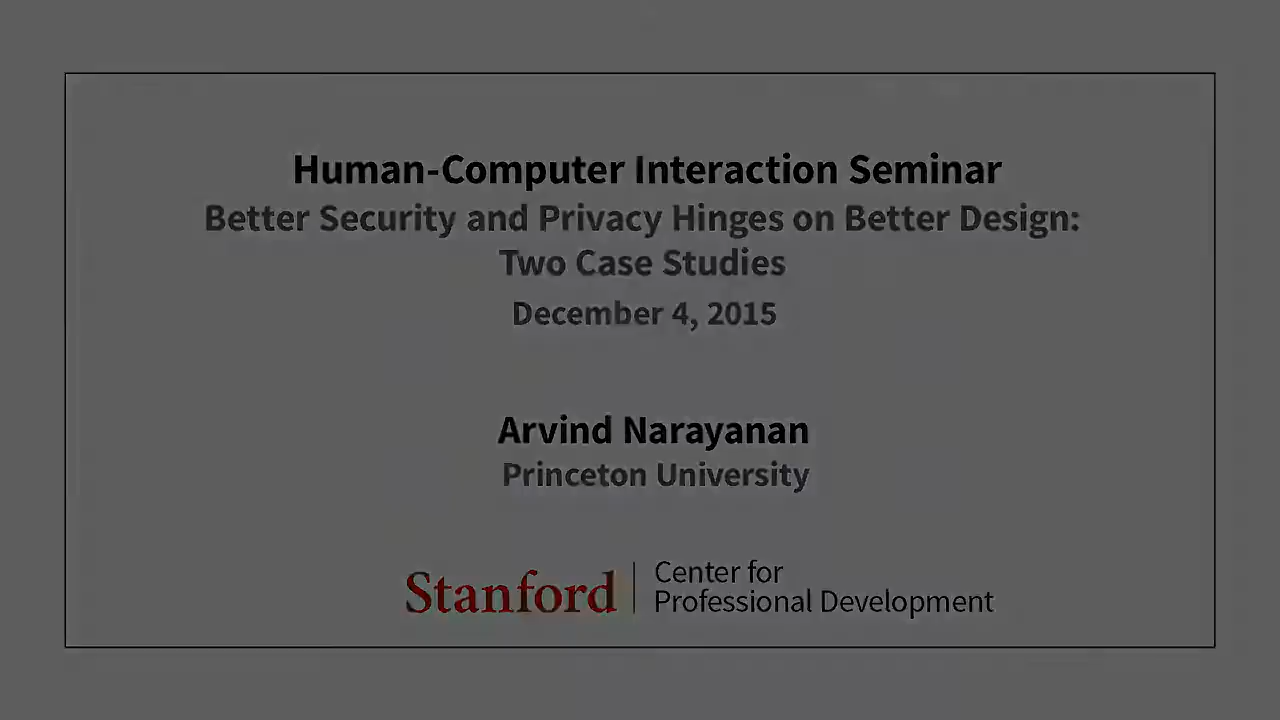 Human-Computer Interaction Seminar
Better Security and Privacy Hinges on Better Design:
Two Case Studies
December 4, 2015
Arvind Narayanan
Princeton University
Stanford
Center for
Professional Development